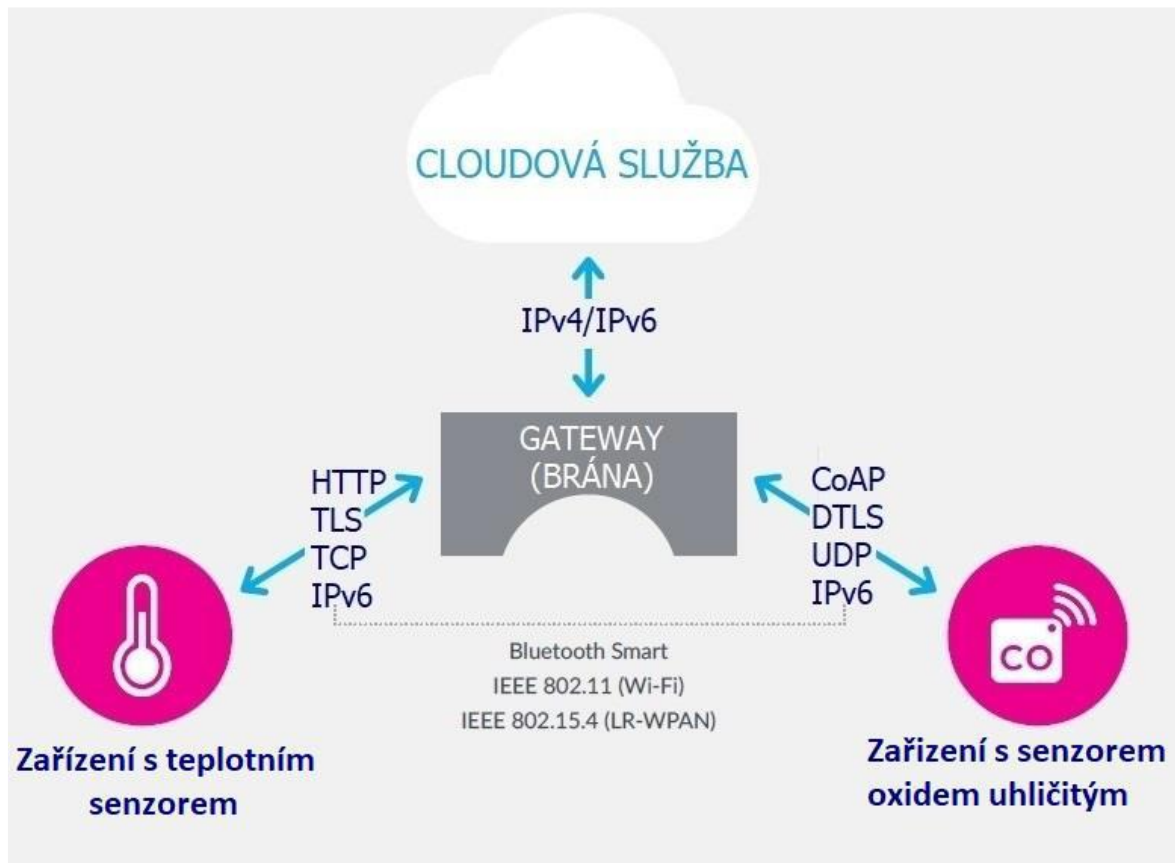 CLOUDOVÁ SLUŽBA
IPv4/IPv6
GATEWAY
(BRÁNA)
HTTP
TLS
TCP
IPv6
CoAP
DTLS
UDP
IPv6
Bluetooth Smart
IEEE 802.11 (Wi-Fi)
IEEE 802.15.4 (LR-WPAN)
CO
Zařízení s teplotním
senzorem
Zařizení s senzorem
oxidem uhličitým